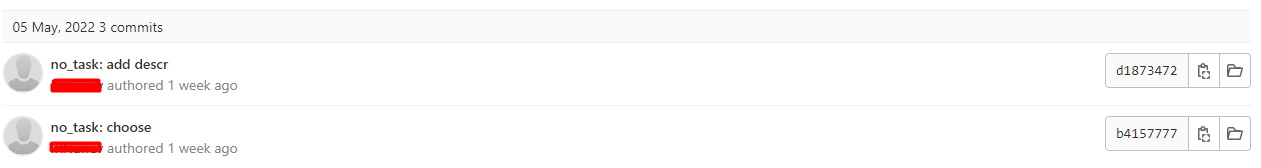 05 May, 2022 3 commits
no_task: add descr
authored 1 week ago
d1873472
no_task: choose
authored 1 week ago
b4157777